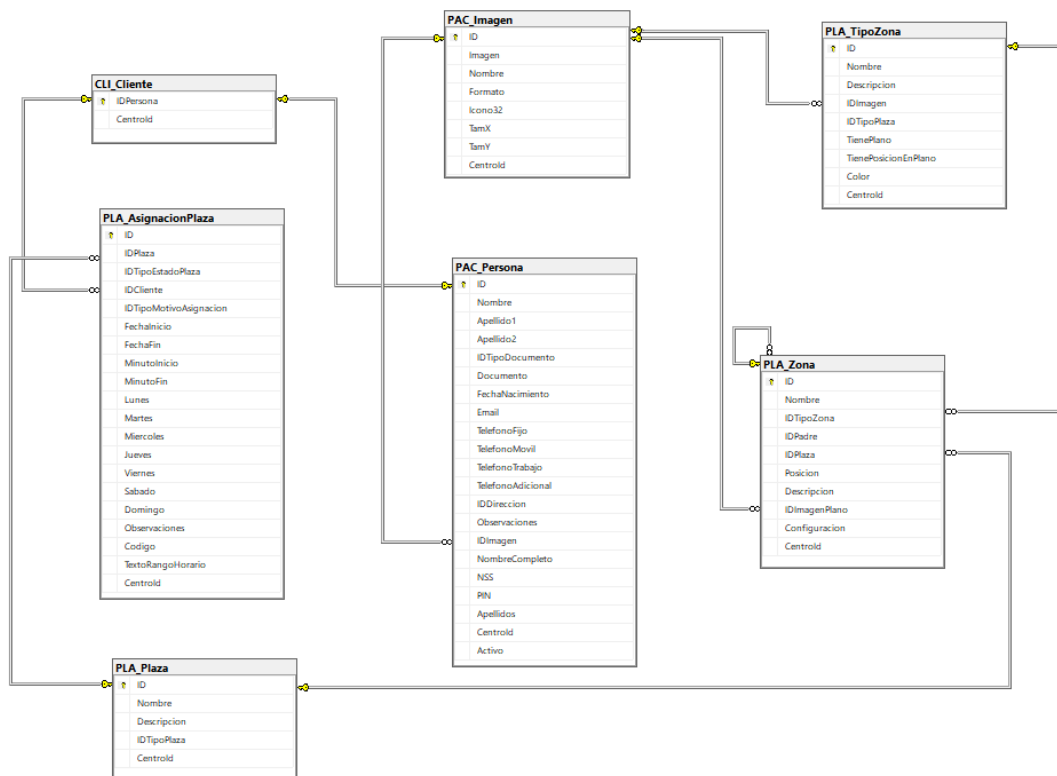 PAC_Imagen
ID
Imagen
Nombre
Formato
Icono32
TamX
TamY
CentroId
PLA_TipoZona
ID
Nombre
Descripcion
IDImagen
IDTipoPlaza
TienePlano
TienePosicionEnPlano
Color
CentroId
CLI_Cliente
IDPersona
CentroId
PLA_AsignacionPlaza
ID
IDPlaza
IDTipoEstadoPlaza
IDCliente
IDTipoMotivoAsignacion
FechaInicio
FechaFin
MinutoInicio
MinutoFin
Lunes
Martes
Miercoles
Jueves
Viernes
Sabado
Domingo
Observaciones
Codigo
TextoRangoHorario
CentroId
PAC_Persona
ID
Nombre
Apellido1
Apellido2
IDTipoDocumento
Documento
FechaNacimiento
Email
TelefonoFijo
TelefonoMovil
TelefonoTrabajo
TelefonoAdicional
IDDireccion
Observaciones
IDImagen
NombreCompleto
NSS
PIN
Apellidos
CentroId
Activo
PLA_Zona
ID
Nombre
IDTipoZona
IDPadre
IDPlaza
Posicion
Descripcion
IDImagenPlano
Configuracion
CentroId
PLA_Plaza
ID
Nombre
Descripcion
IDTipoPlaza
CentroId